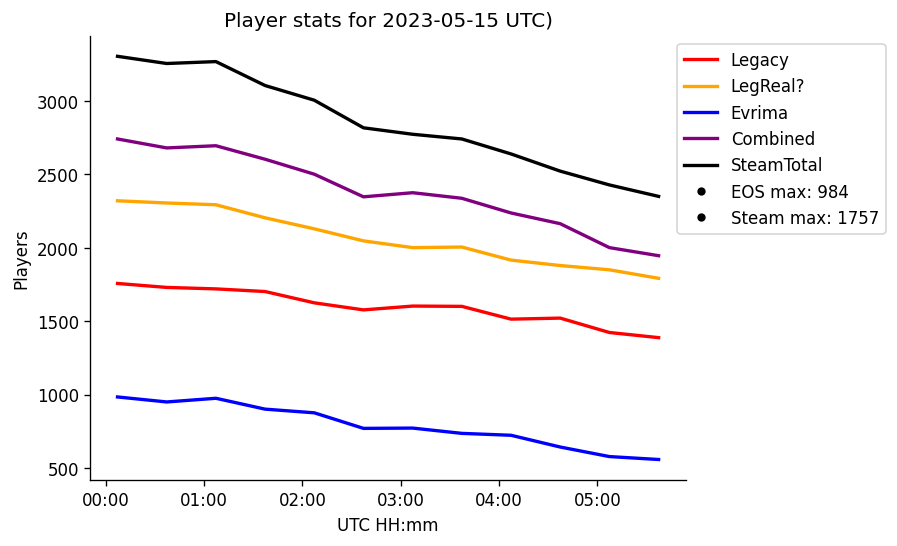 Player stats for 2023-05-15 UTC)
Legacy
LegReal?
Evrima
Combined
SteamTotal
EOS max: 984
Steam max: 1757
Players
3000
2500
2000
1500
1000
500
00:00 01:00 02:00 03:00 04:00 05:00
UTC HH:mm